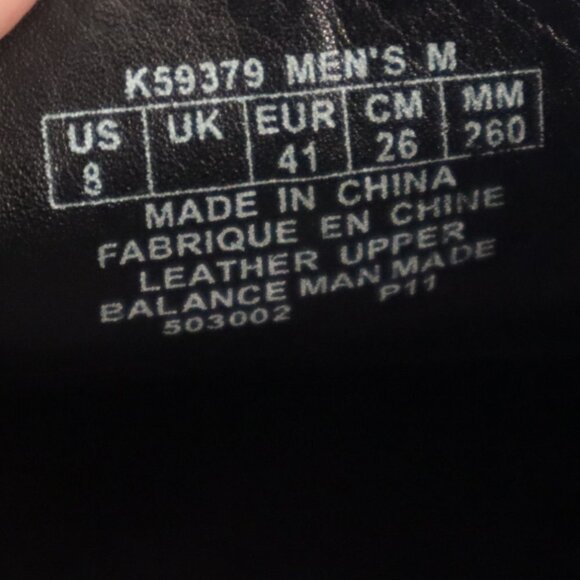 K59379 MEN'S M
US UK EUR CM MM
8 41 26 260
MADE IN CHINA
FABRIQUE EN CHINE
LEATHER UPPER
BALANCE MAN MADE
503002 P11